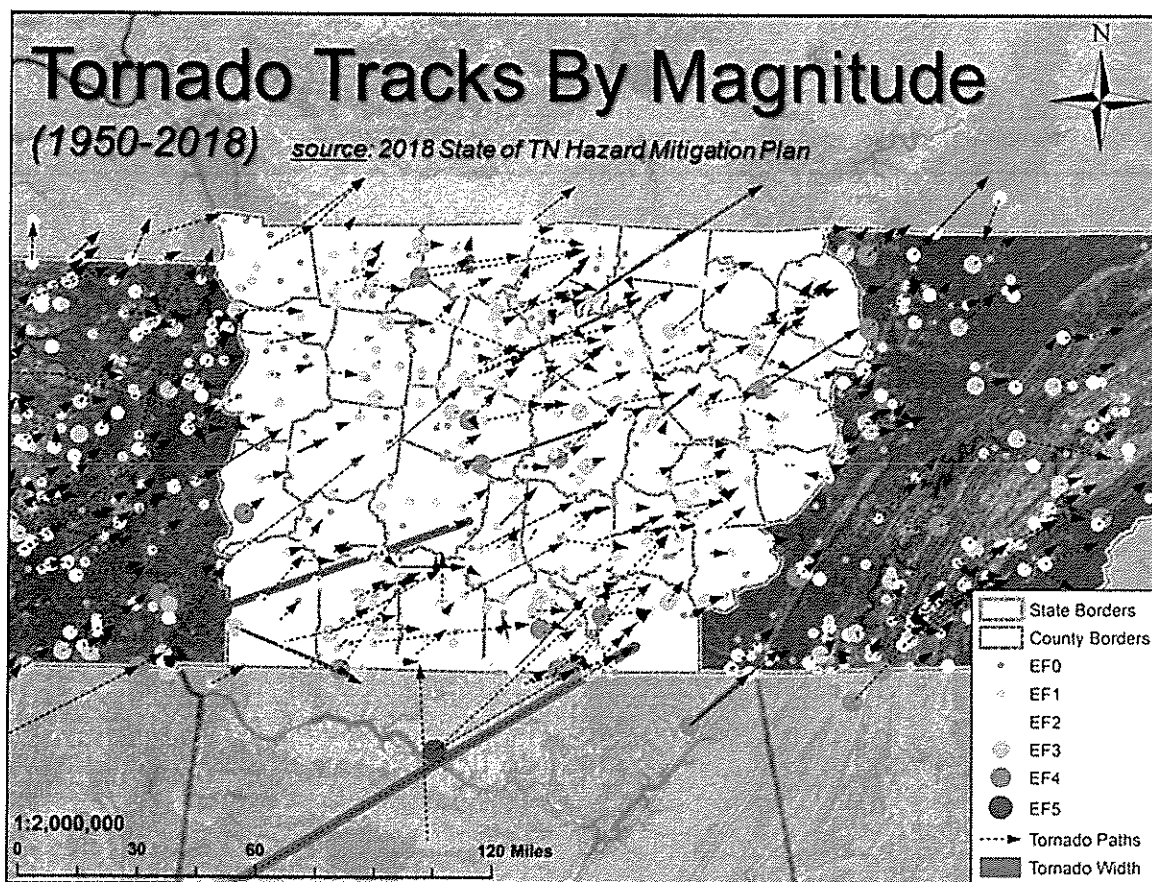 N
Tornado Tracks By Magnitude
(1950-2018) source: 2018 State of TN Hazard Mitigation Plan
State Borders
County Borders
EF0
EF1
EF2
EF3
EF4
EF5
Tornado Paths
Tornado Width
1:2,000,000
0 30 60 120 Miles